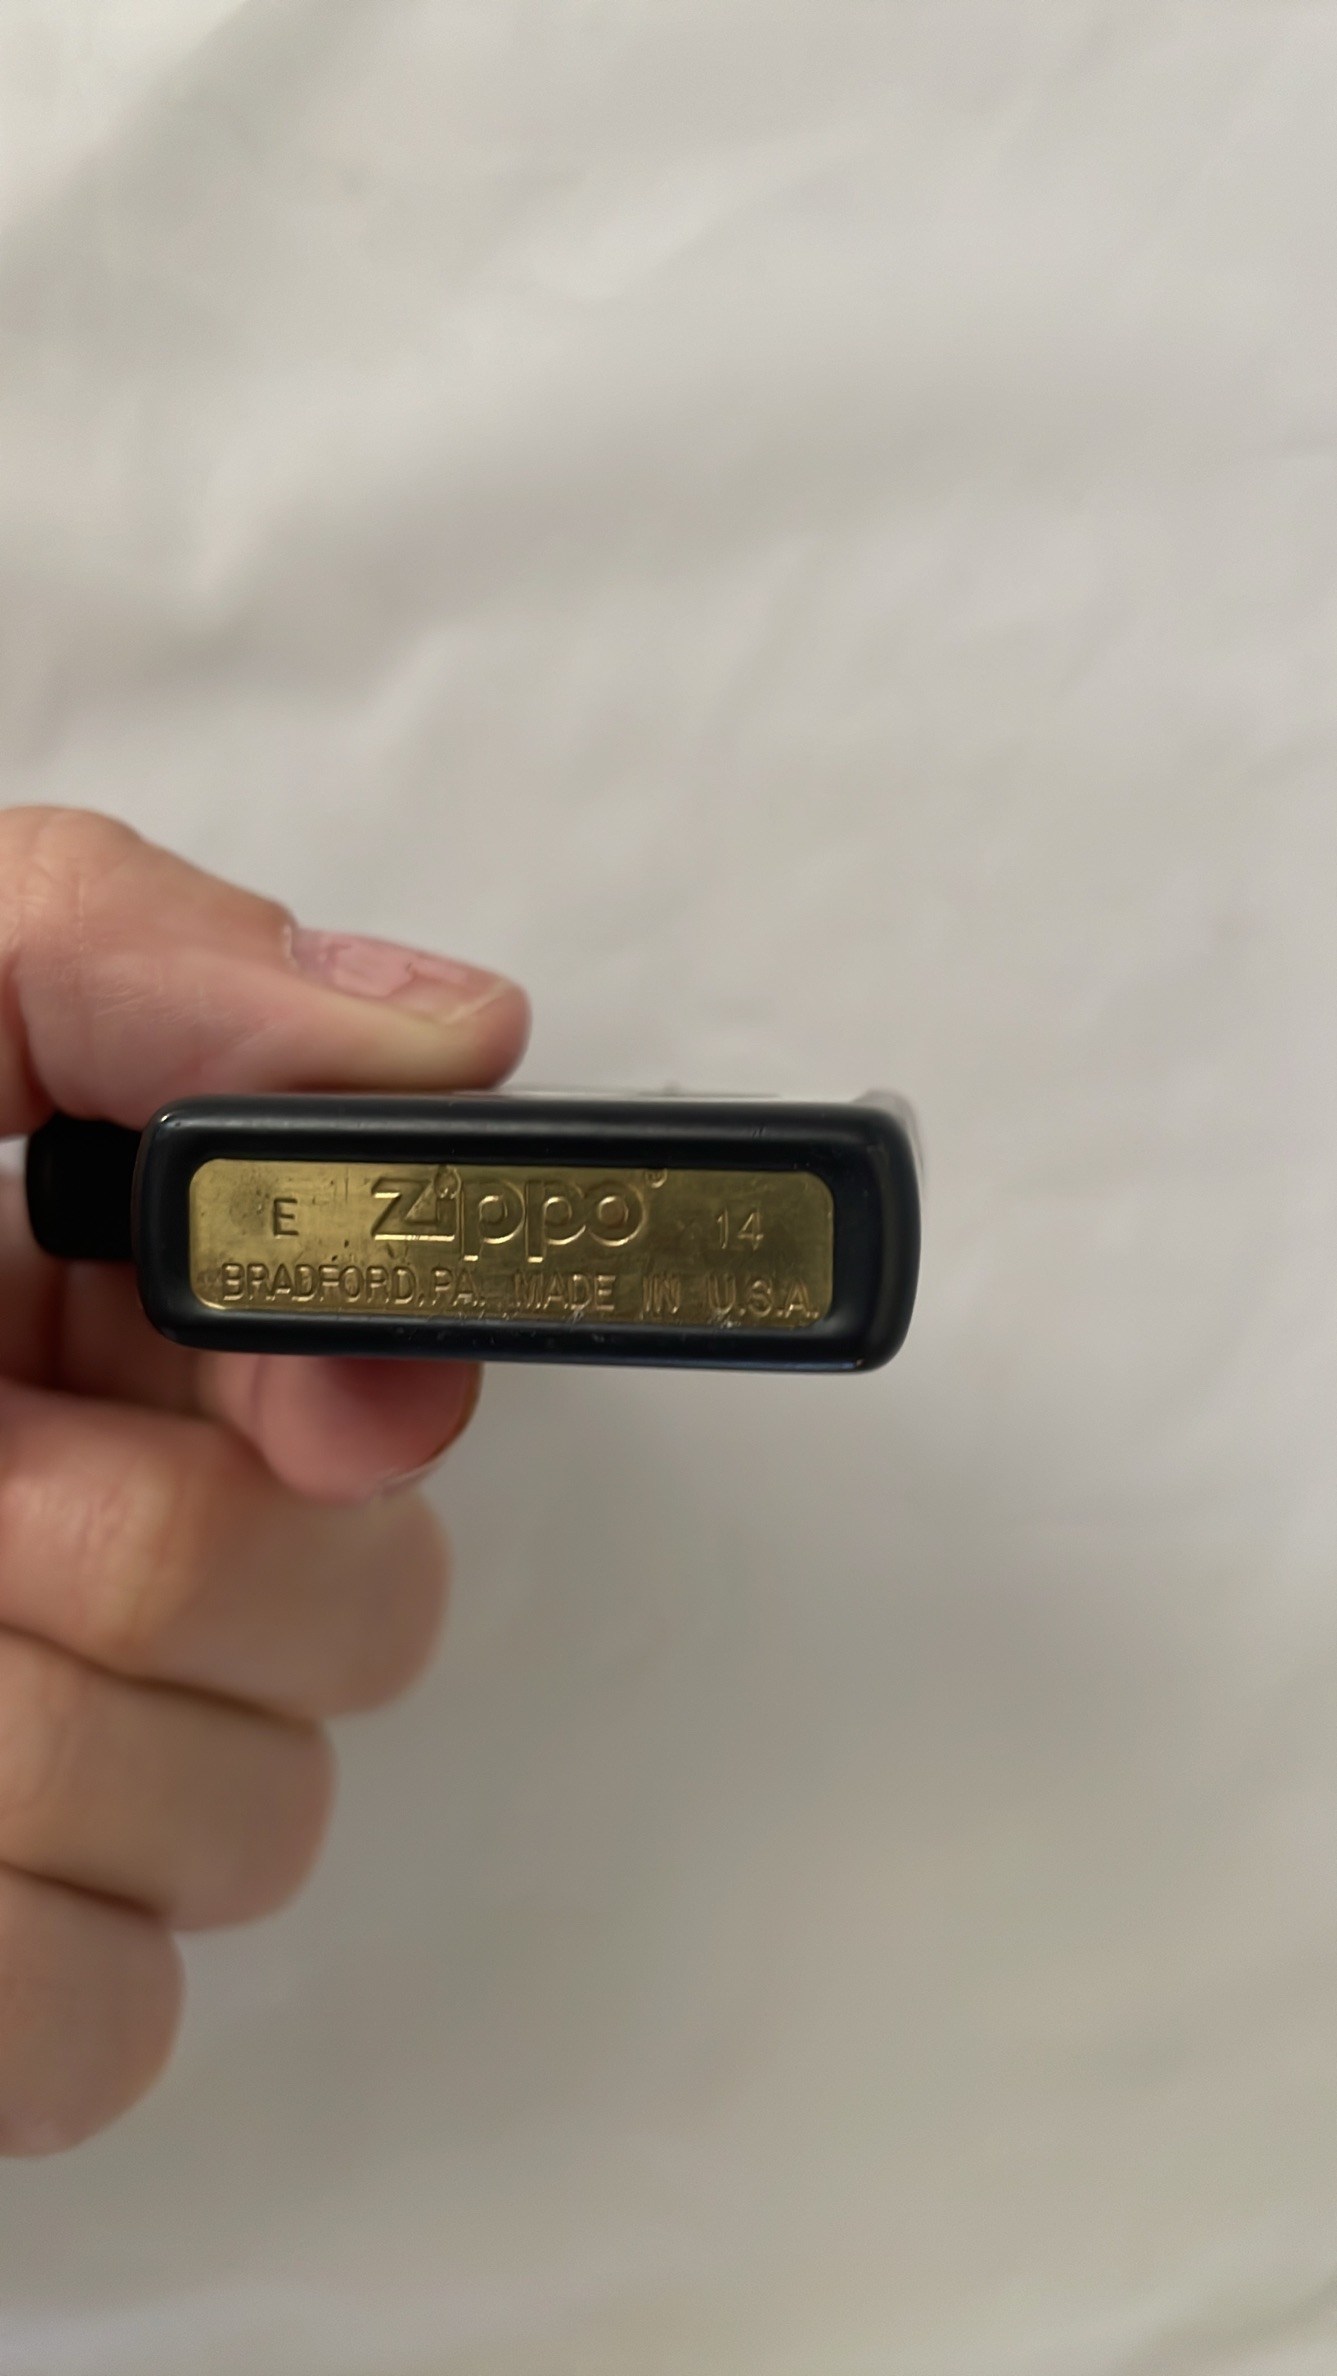 E zippo® 14
BRADFORD, PA. MADE IN U.S.A.